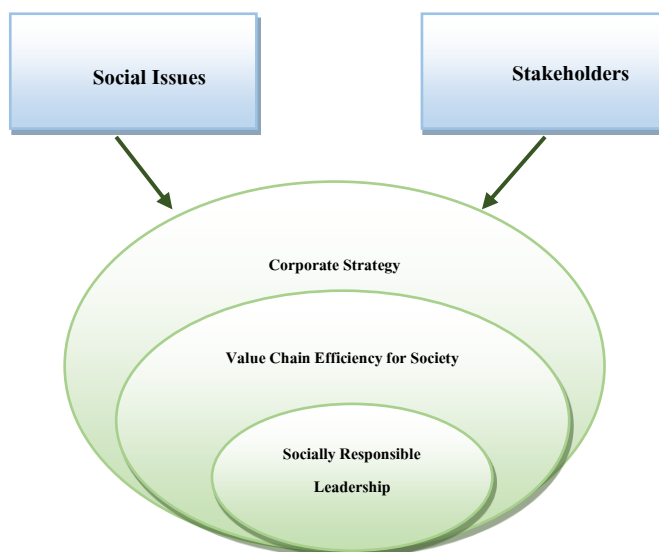 Social Issues
Stakeholders
Corporate Strategy
Value Chain Efficiency for Society
Socially Responsible
Leadership